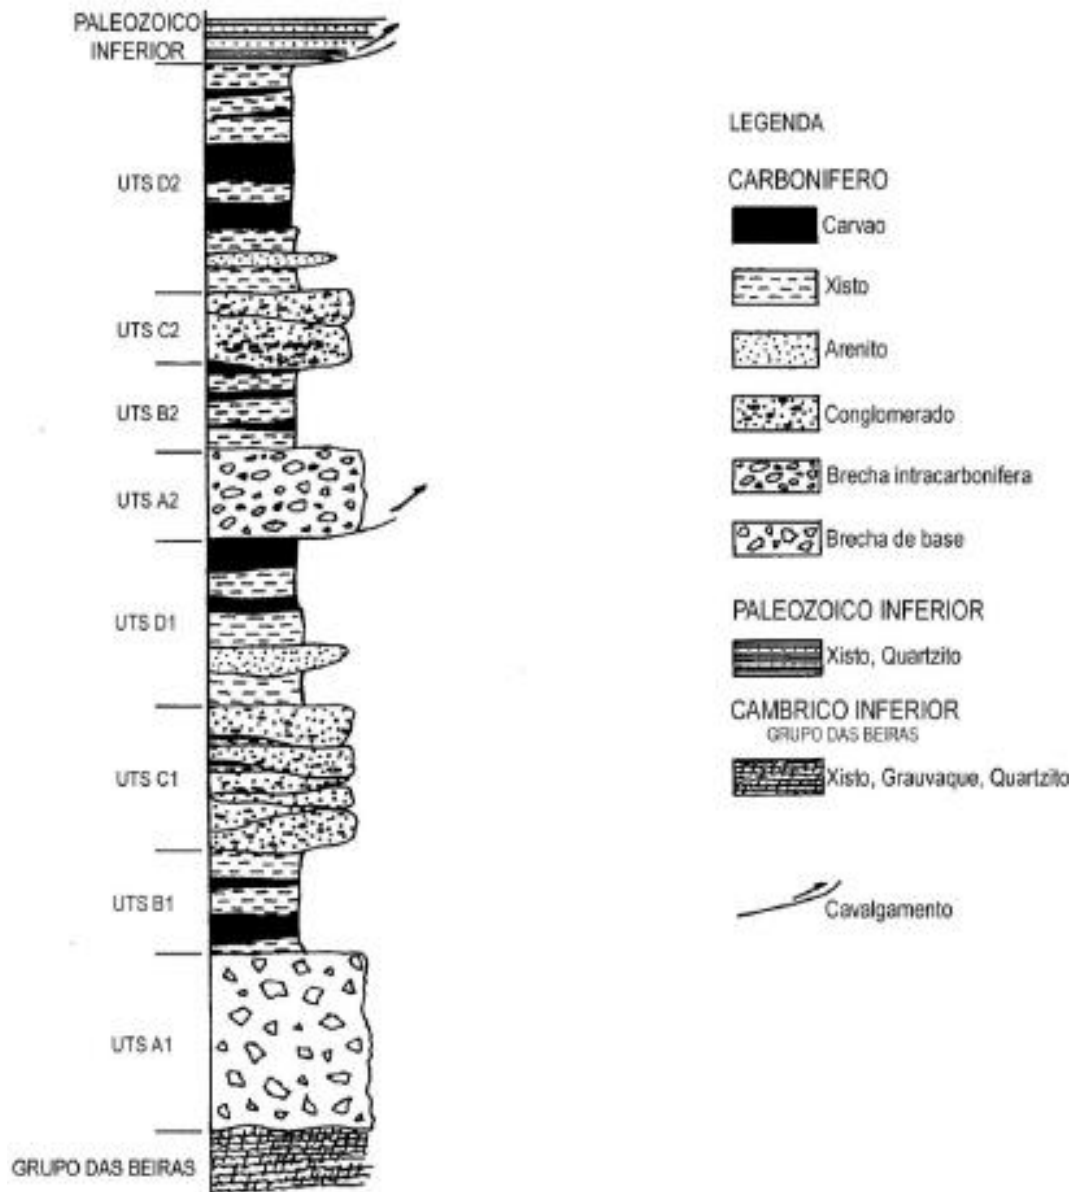 PALEOZOICO
INFERIOR
UTS D2
UTS C2
UTS B2
UTS A2
UTS D1
UTS C1
UTS B1
UTS A1
GRUPO DAS BEIRAS
LEGENDA
CARBONIFERO
Carvao
Xisto
Arenito
Conglomerado
Brecha intracarbonifera
Brecha de base
PALEOZOICO INFERIOR
Xisto, Quartzito
CAMBRICO INFERIOR
GRUPO DAS BEIRAS
Xisto, Grauvaque, Quartzito
Cavalgamento